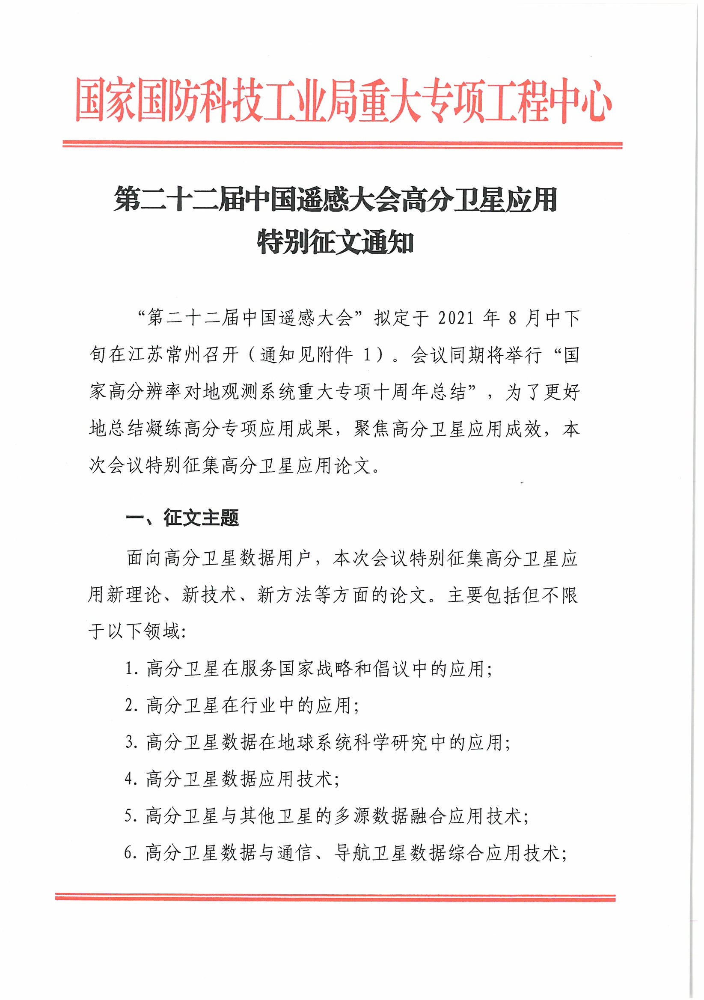 国家国防科技工业局重大专项工程中心
第二十二届中国遥感大会高分卫星应用
特别征文通知
“第二十二届中国遥感大会”拟定于 2021 年 8 月中下
旬在江苏常州召开（通知见附件 1）。会议同期将举行“国
家高分辨率对地观测系统重大专项十周年总结”，为了更好
地总结凝练高分专项应用成果，聚焦高分卫星应用成效，本
次会议特别征集高分卫星应用论文。
一、征文主题
面向高分卫星数据用户，本次会议特别征集高分卫星应
用新理论、新技术、新方法等方面的论文。主要包括但不限
于以下领域：
1. 高分卫星在服务国家战略和倡议中的应用；
2. 高分卫星在行业中的应用；
3. 高分卫星数据在地球系统科学研究中的应用；
4. 高分卫星数据应用技术；
5. 高分卫星与其他卫星的多源数据融合应用技术；
6. 高分卫星数据与通信、导航卫星数据综合应用技术；